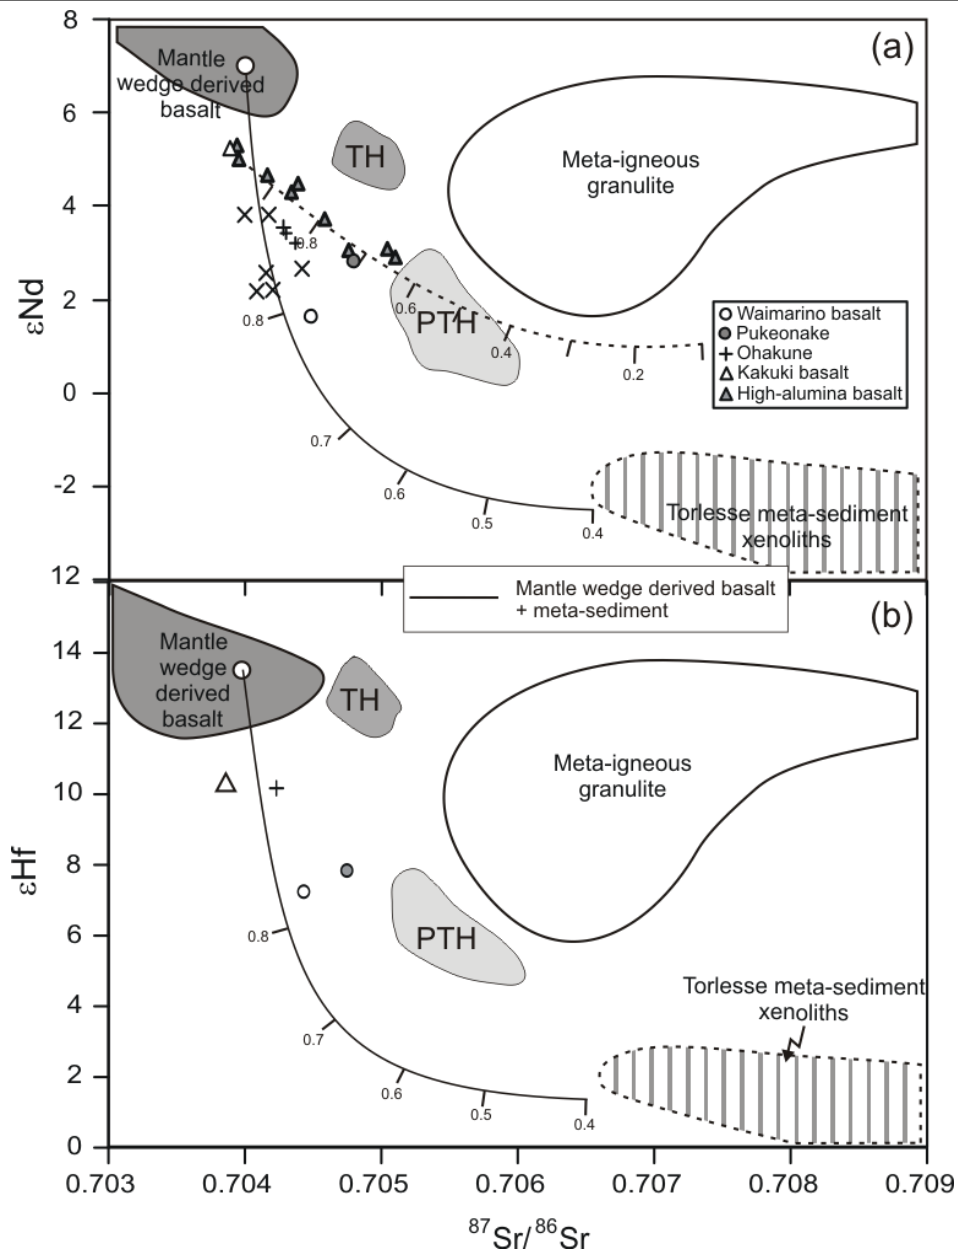 8
(a)
Mantle
wedge derived
basalt
6
TH
Meta-igneous
granulite
4
0.8
εNd
2
0.6
PTH
0.8
0.4
0.2
Waimarino basalt
Pukeonake
Ohakune
Kakuki basalt
High-alumina basalt
0
0.7
-2
0.6
0.5
0.4
Torlesse meta-sediment
xenoliths
12
Mantle wedge derived basalt
+ meta-sediment
(b)
14
Mantle
wedge
derived
basalt
TH
12
Meta-igneous
granulite
10
εHf
8
6
0.8
PTH
4
Torlesse meta-sediment
xenoliths
0.7
2
0.6
0.5
0.4
0
0.703
0.704
0.705
0.706
0.707
0.708
0.709
⁸⁷Sr/⁸⁶Sr